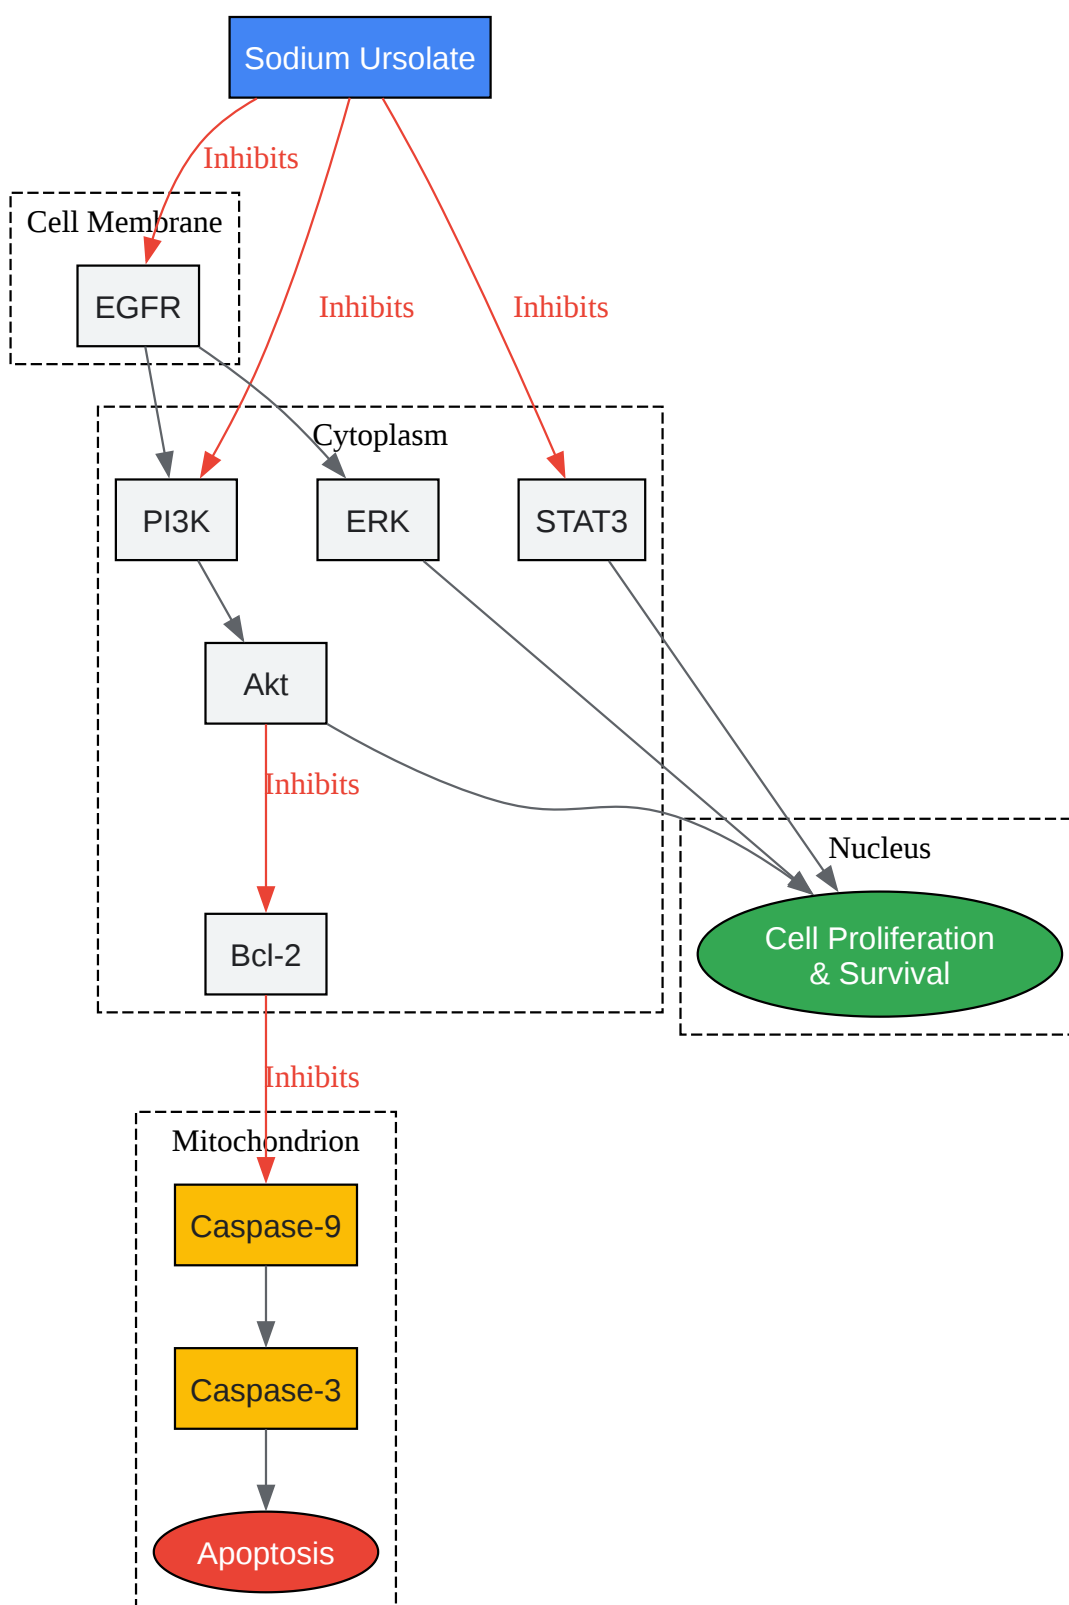 Sodium Ursolate
Inhibits
Cell Membrane
EGFR
Inhibits
Inhibits
Cytoplasm
PI3K
ERK
STAT3
Akt
Inhibits
Nucleus
Bcl-2
Cell Proliferation
& Survival
Inhibits
Mitochondrion
Caspase-9
Caspase-3
Apoptosis